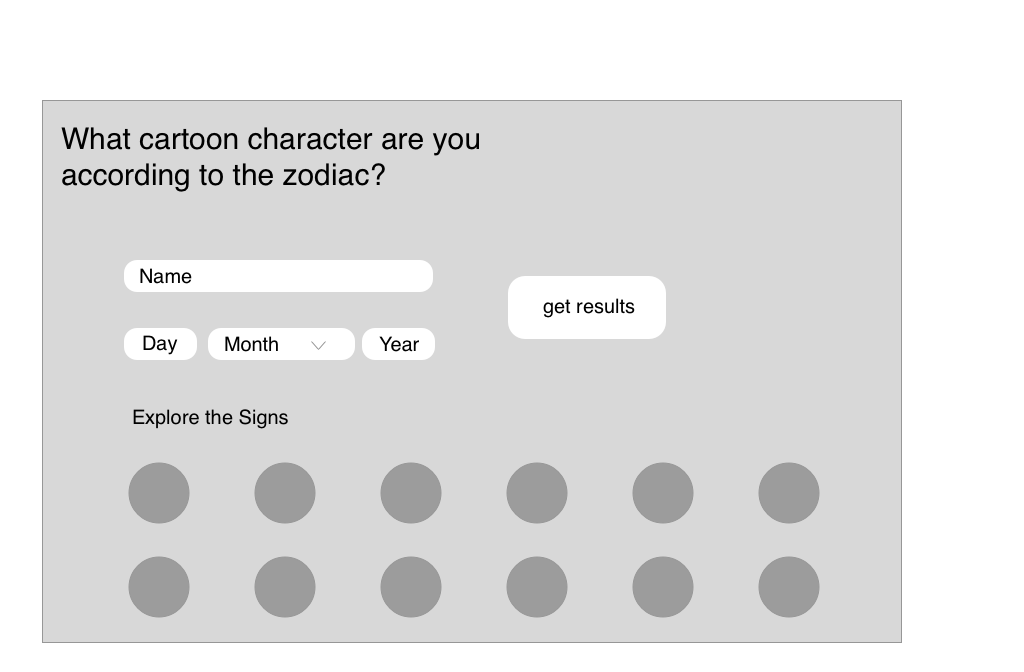 What cartoon character are you
according to the zodiac?
Name
get results
Day Month Year
Explore the Signs